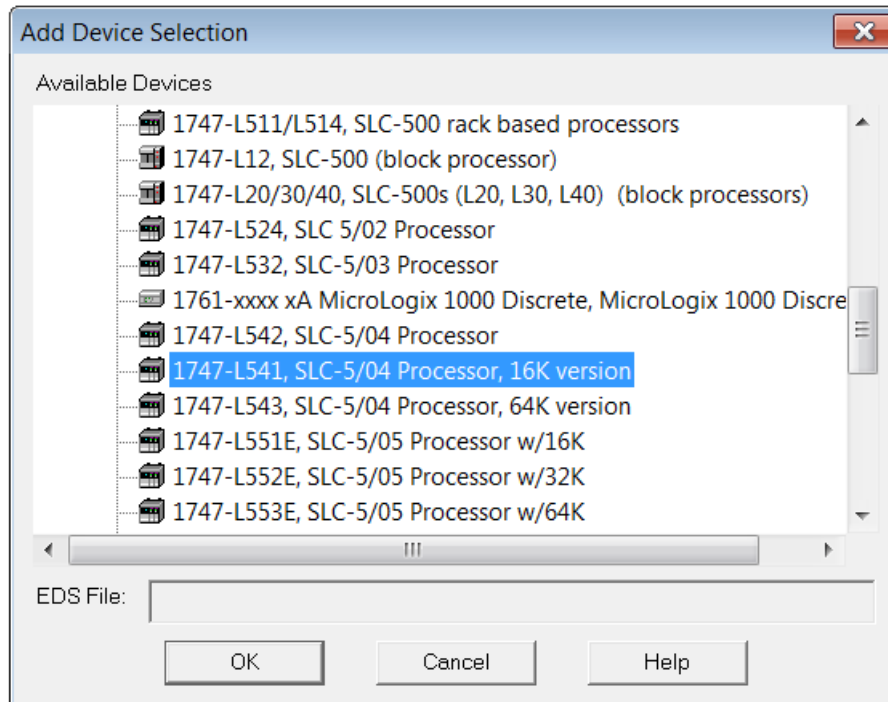 Add Device Selection
Available Devices
1747-L511/L514, SLC-500 rack based processors
1747-L12, SLC-500 (block processor)
1747-L20/30/40, SLC-500s (L20, L30, L40)  (block processors)
1747-L524, SLC 5/02 Processor
1747-L532, SLC-5/03 Processor
1761-xxxx xA MicroLogix 1000 Discrete, MicroLogix 1000 Discre
1747-L542, SLC-5/04 Processor
1747-L541, SLC-5/04 Processor, 16K version
1747-L543, SLC-5/04 Processor, 64K version
1747-L551E, SLC-5/05 Processor w/16K
1747-L552E, SLC-5/05 Processor w/32K
1747-L553E, SLC-5/05 Processor w/64K
EDS File:
OK Cancel Help